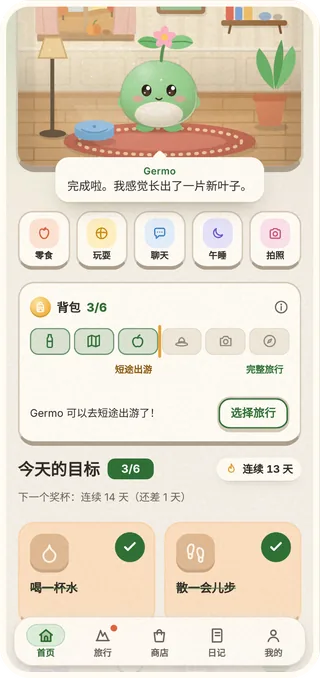 Germo
完成啦。我感觉长出了一片新叶子。
零食
玩耍
聊天
午睡
拍照
背包 3/6
短途出游
完整旅行
Germo 可以去短途出游了！
选择旅行
今天的目标 3/6
连续 13 天
下一个奖杯：连续 14 天（还差 1 天）
喝一杯水
散一会儿步
首页
旅行
商店
日记
我的